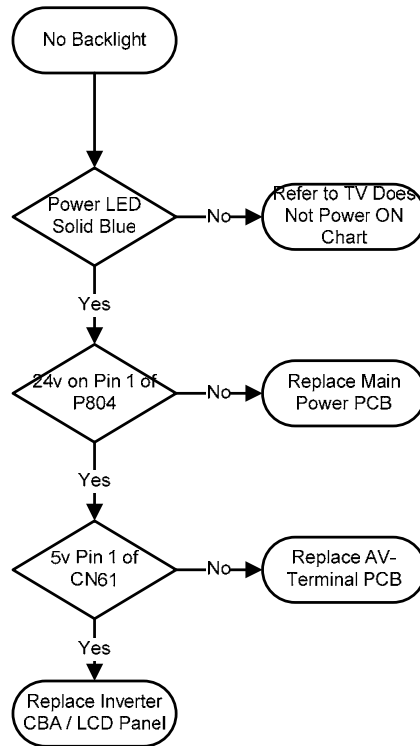 No Backlight
Power LED
Solid Blue
No
Refer to TV Does
Not Power ON
Chart
Yes
24v on Pin 1 of
P804
No
Replace Main
Power PCB
Yes
5v Pin 1 of
CN61
No
Replace AV-
Terminal PCB
Yes
Replace Inverter
CBA / LCD Panel